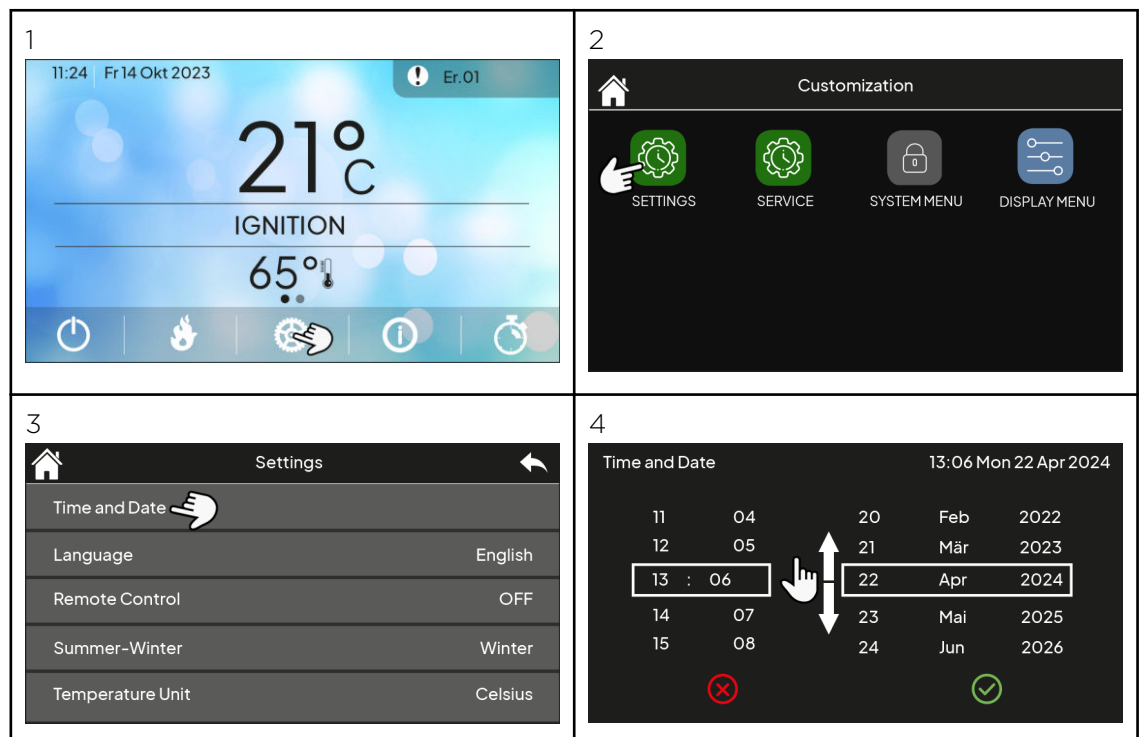 1
11:24 Fr 14 Okt 2023
Er.01
21°C
IGNITION
65°
2
Customization
SETTINGS SERVICE SYSTEM MENU DISPLAY MENU
3
Settings
Time and Date
Language English
Remote Control OFF
Summer-Winter Winter
Temperature Unit Celsius
4
Time and Date 13:06 Mon 22 Apr 2024
11 04 20 Feb 2022
12 05 21 Mär 2023
13 : 06 22 Apr 2024
14 07 23 Mai 2025
15 08 24 Jun 2026